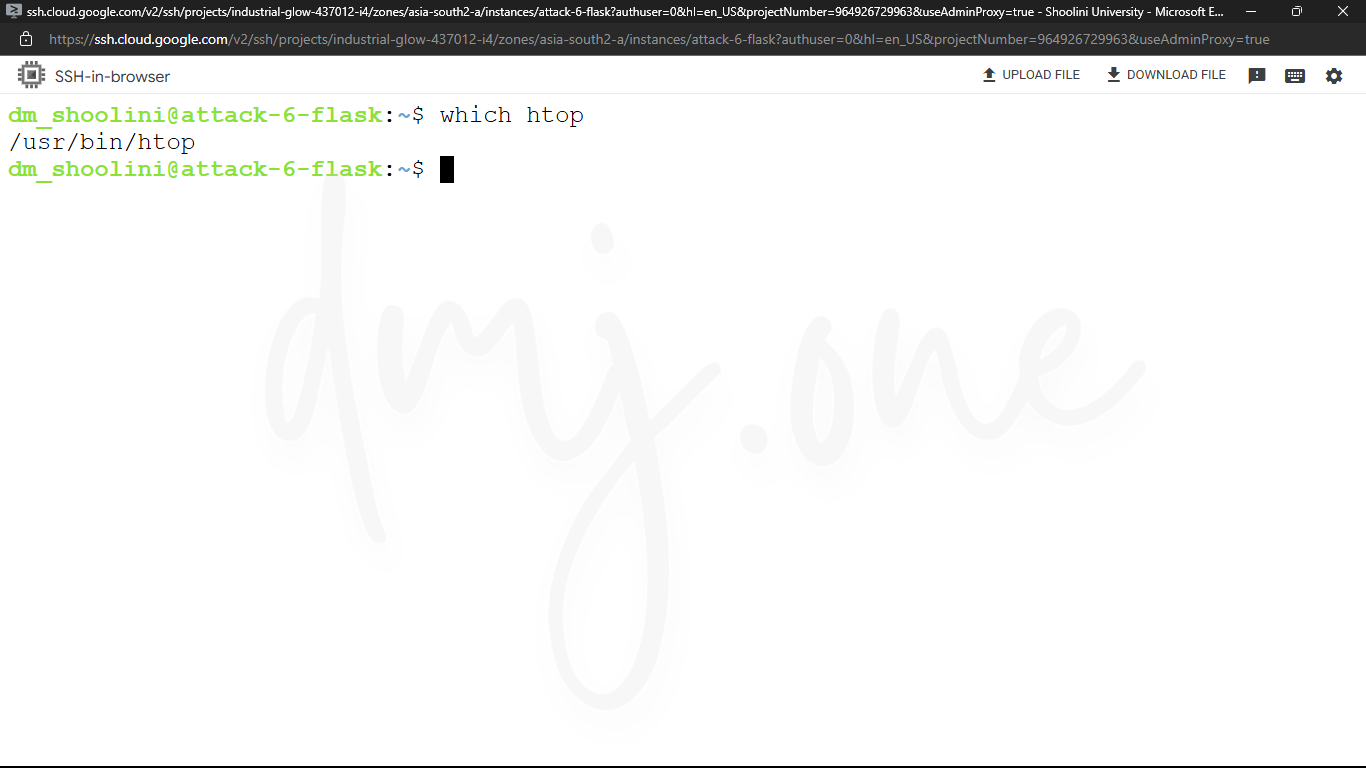 ssh.cloud.google.com/v2/ssh/projects/industrial-glow-437012-i4/zones/asia-south2-a/instances/attack-6-flask?authuser=0&hl=en_US&projectNumber=964926729963&useAdminProxy=true - Shoolini University - Microsoft E...
https://ssh.cloud.google.com/v2/ssh/projects/industrial-glow-437012-i4/zones/asia-south2-a/instances/attack-6-flask?authuser=0&hl=en_US&projectNumber=964926729963&useAdminProxy=true
SSH-in-browser UPLOAD FILE DOWNLOAD FILE
dm_shoolini@attack-6-flask:~$ which htop
/usr/bin/htop
dm_shoolini@attack-6-flask:~$
dmj.one